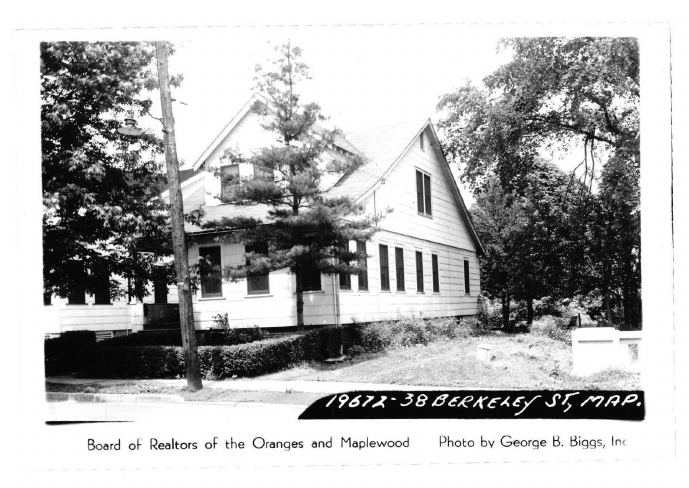 19672-38 BERKELEY ST, MAP.
Board of Realtors of the Oranges and Maplewood Photo by George B. Biggs, Inc